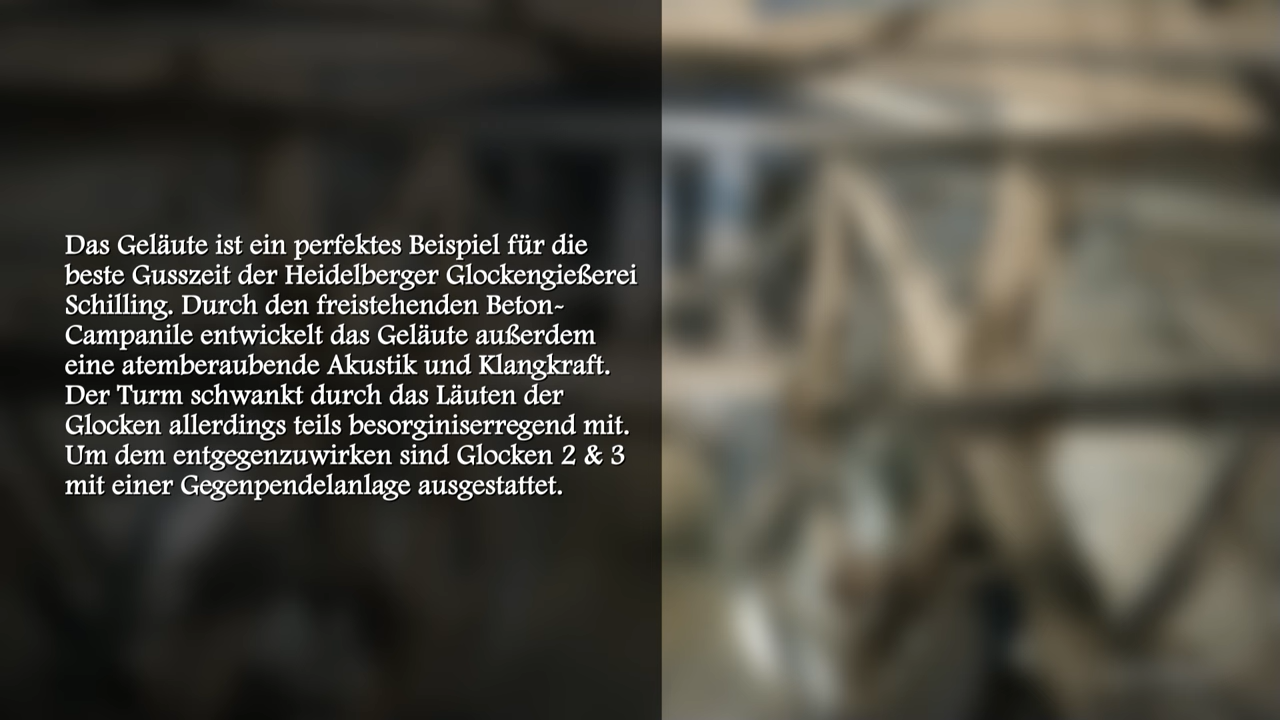 Das Geläute ist ein perfektes Beispiel für die
beste Gusszeit der Heidelberger Glockengießerei
Schilling. Durch den freistehenden Beton-
Campanile entwickelt das Geläute außerdem
eine atemberaubende Akustik und Klangkraft.
Der Turm schwankt durch das Läuten der
Glocken allerdings teils besorginiserregend mit.
Um dem entgegenzuwirken sind Glocken 2 & 3
mit einer Gegenpendelanlage ausgestattet.